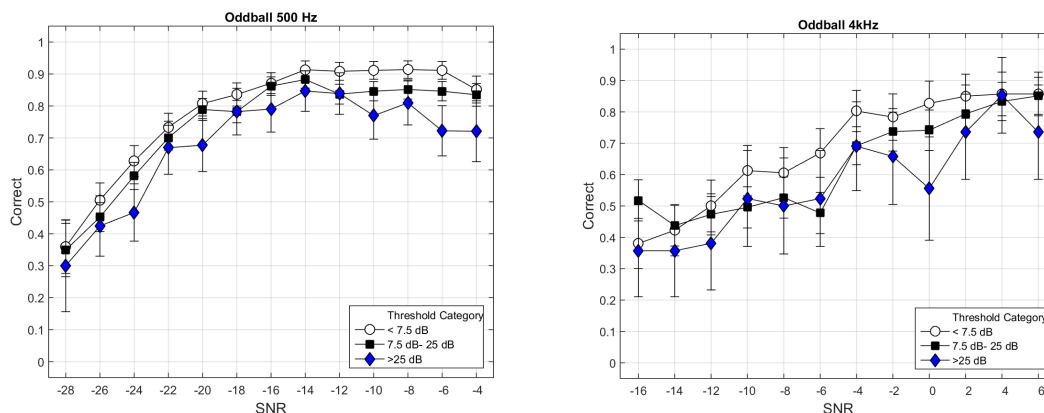 Oddball 500 Hz
1
0.9
0.8
0.7
0.6
0.5
0.4
0.3
0.2
0.1
0
Correct
-28 -26 -24 -22 -20 -18 -16 -14 -12 -10 -8 -6 -4
SNR
Threshold Category
< 7.5 dB
7.5 dB- 25 dB
>25 dB
Oddball 4kHz
1
0.9
0.8
0.7
0.6
0.5
0.4
0.3
0.2
0.1
0
Correct
-16 -14 -12 -10 -8 -6 -4 -2 0 2 4 6
SNR
Threshold Category
< 7.5 dB
7.5 dB- 25 dB
>25 dB